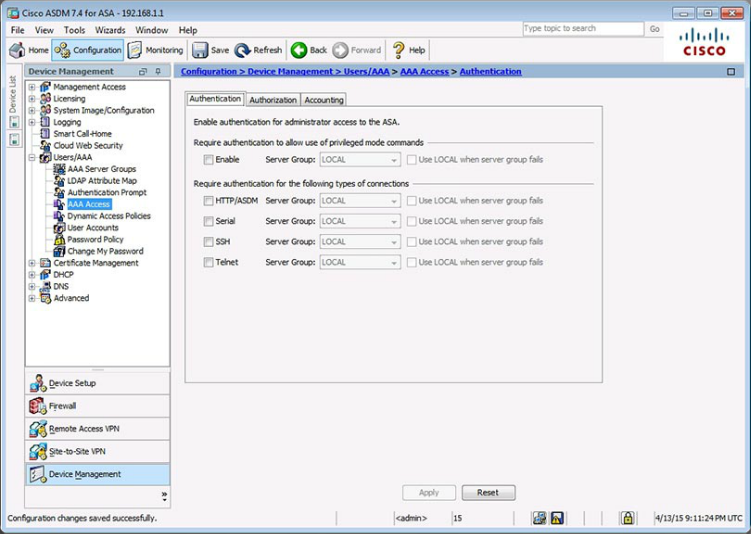 Cisco ASDM 7.4 for ASA - 192.168.1.1
File View Tools Wizards Window Help
Type topic to search Go
CISCO
Home Configuration Monitoring Save Refresh Back Forward Help
Device List
Device Management
Configuration > Device Management > Users/AAA > AAA Access > Authentication
Management Access
Licensing
System Image/Configuration
Logging
Smart Call-Home
Cloud Web Security
Users/AAA
AAA Server Groups
LDAP Attribute Map
Authentication Prompt
AAA Access
Dynamic Access Policies
User Accounts
Password Policy
Change My Password
Certificate Management
DHCP
DNS
Advanced
Device Setup
Firewall
Remote Access VPN
Site-to-Site VPN
Device Management
»
Authentication Authorization Accounting
Enable authentication for administrator access to the ASA.
Require authentication to allow use of privileged mode commands
Enable Server Group: LOCAL Use LOCAL when server group fails
Require authentication for the following types of connections
HTTP/ASDM Server Group: LOCAL Use LOCAL when server group fails
Serial Server Group: LOCAL Use LOCAL when server group fails
SSH Server Group: LOCAL Use LOCAL when server group fails
Telnet Server Group: LOCAL Use LOCAL when server group fails
Apply Reset
Configuration changes saved successfully. <admin> 15 4/13/15 9:11:24 PM UTC